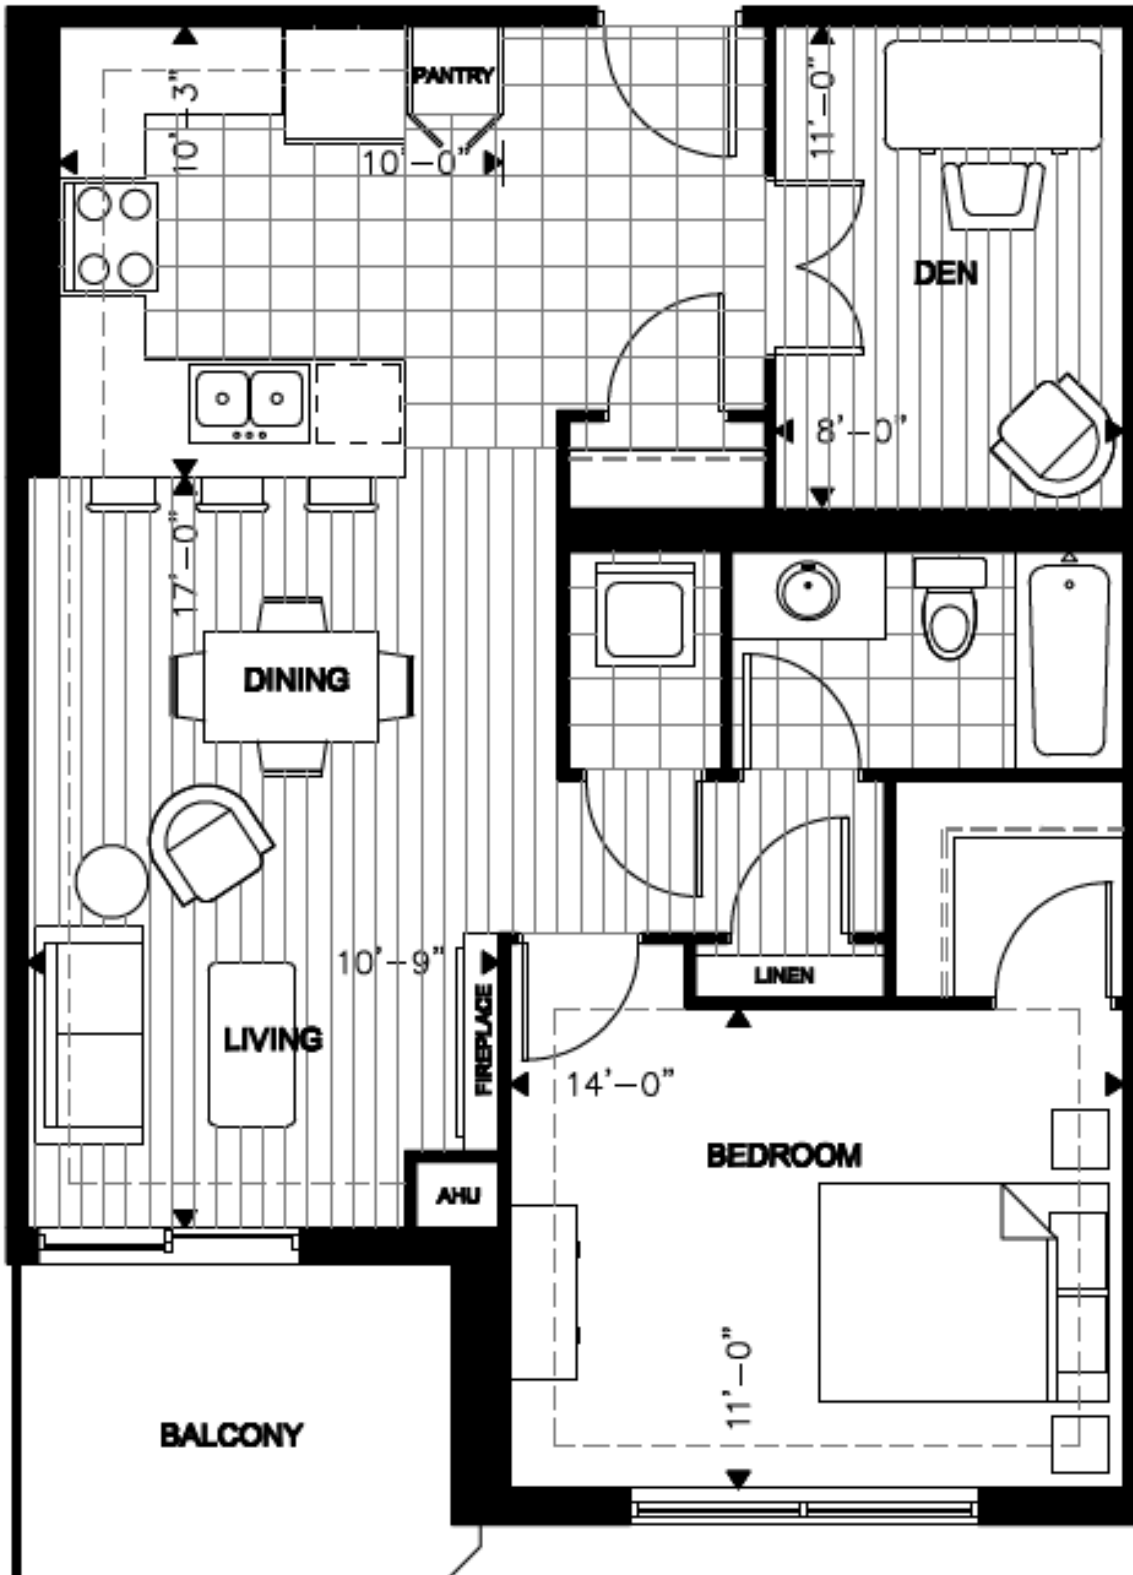 PANTRY
10'-3"
10'-0"
11'-0"
DEN
8'-0"
17'-0"
DINING
10'-9"
LIVING
FIREPLACE
LINEN
14'-0"
BEDROOM
AHU
11'-0"
BALCONY